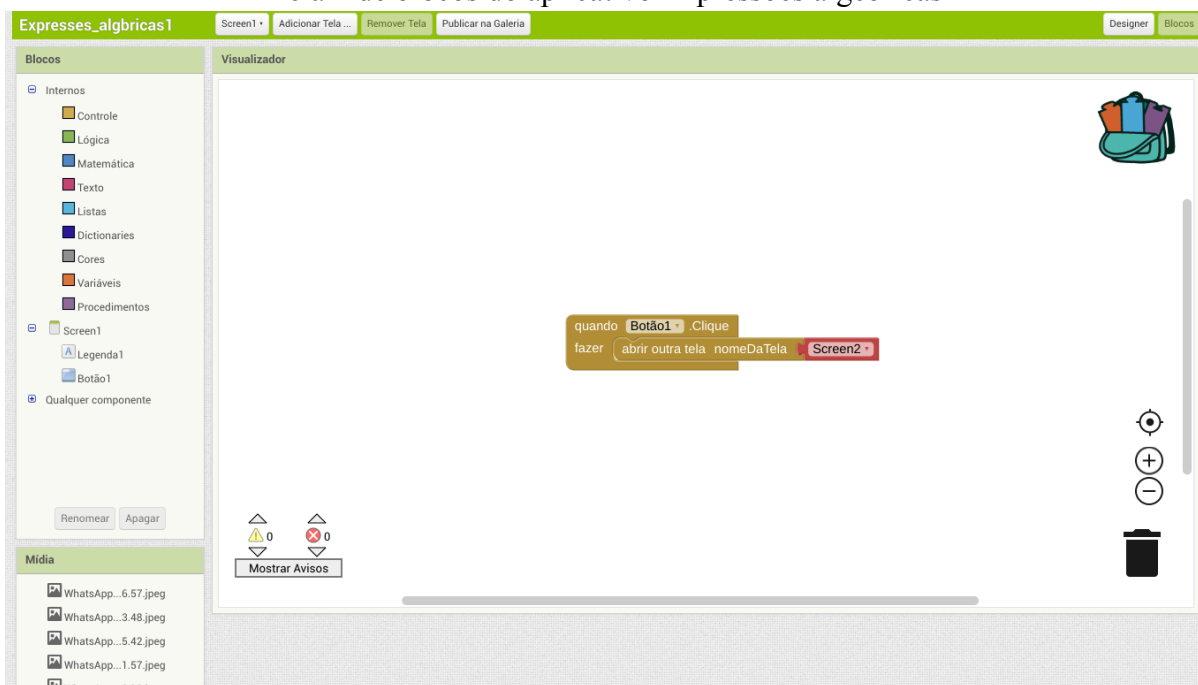 Expresses_algbricas1
Screen1
Adicionar Tela ...
Remover Tela
Publicar na Galeria
Designer
Blocos
Blocos
Internos
Controle
Lógica
Matemática
Texto
Listas
Dictionaries
Cores
Variáveis
Procedimentos
Screen1
Legenda1
Botão1
Qualquer componente
Renomear
Apagar
Mídia
WhatsApp...6.57.jpeg
WhatsApp...3.48.jpeg
WhatsApp...5.42.jpeg
WhatsApp...1.57.jpeg
Visualizador
quando Botão1 .Clique
fazer abrir outra tela nomeDaTela Screen2
0
0
Mostrar Avisos